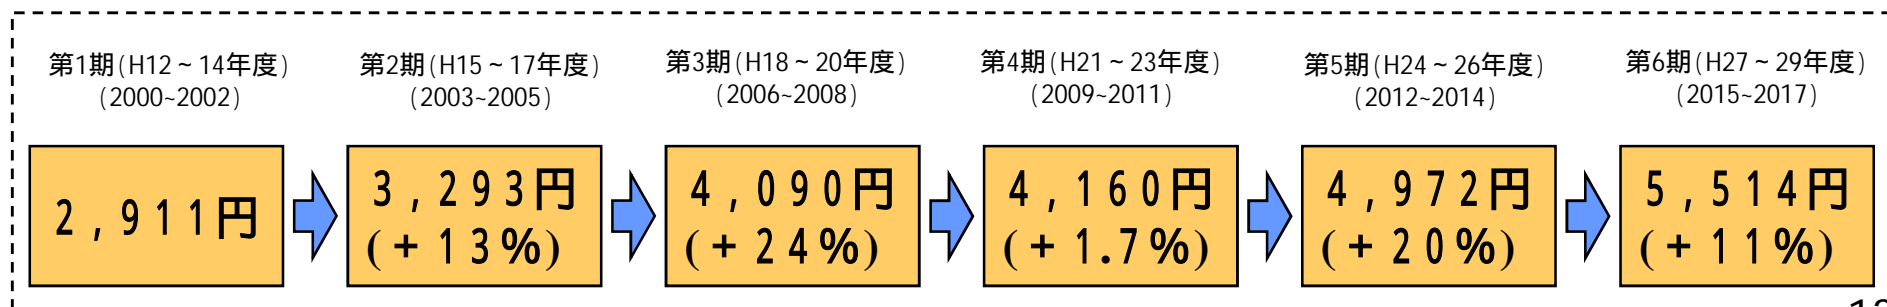 第1期(H12～14年度)
(2000~2002)
第2期(H15～17年度)
(2003~2005)
第3期(H18～20年度)
(2006~2008)
第4期(H21～23年度)
(2009~2011)
第5期(H24～26年度)
(2012~2014)
第6期(H27～29年度)
(2015~2017)
2,911円
3,293円
(+13%)
4,090円
(+24%)
4,160円
(+1.7%)
4,972円
(+20%)
5,514円
(+11%)